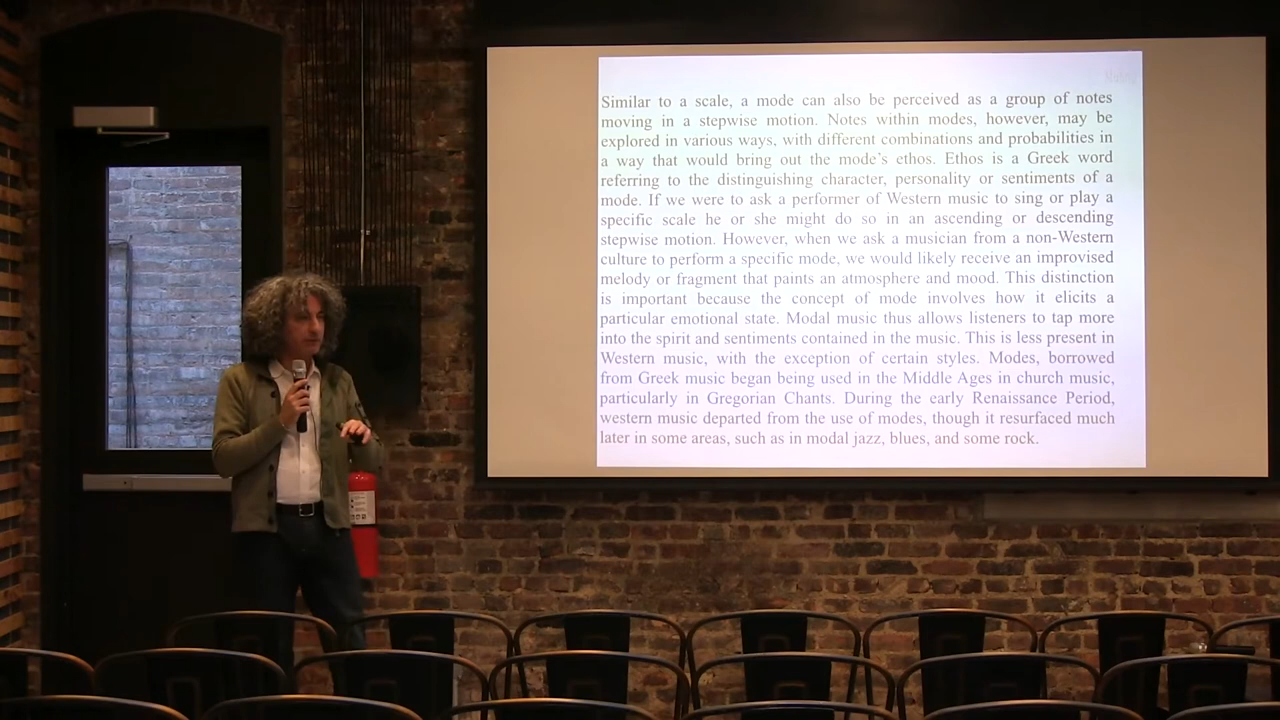 Similar to a scale, a mode can also be perceived as a group of notes
moving in a stepwise motion. Notes within modes, however, may be
explored in various ways, with different combinations and probabilities in
a way that would bring out the mode's ethos. Ethos is a Greek word
referring to the distinguishing character, personality or sentiments of a
mode. If we were to ask a performer of Western music to sing or play a
specific scale he or she might do so in an ascending or descending
stepwise motion. However, when we ask a musician from a non-Western
culture to perform a specific mode, we would likely receive an improvised
melody or fragment that paints an atmosphere and mood. This distinction
is important because the concept of mode involves how it elicits a
particular emotional state. Modal music thus allows listeners to tap more
into the spirit and sentiments contained in the music. This is less present in
Western music, with the exception of certain styles. Modes, borrowed
from Greek music began being used in the Middle Ages in church music,
particularly in Gregorian Chants. During the early Renaissance Period,
western music departed from the use of modes, though it resurfaced much
later in some areas, such as in modal jazz, blues, and some rock.